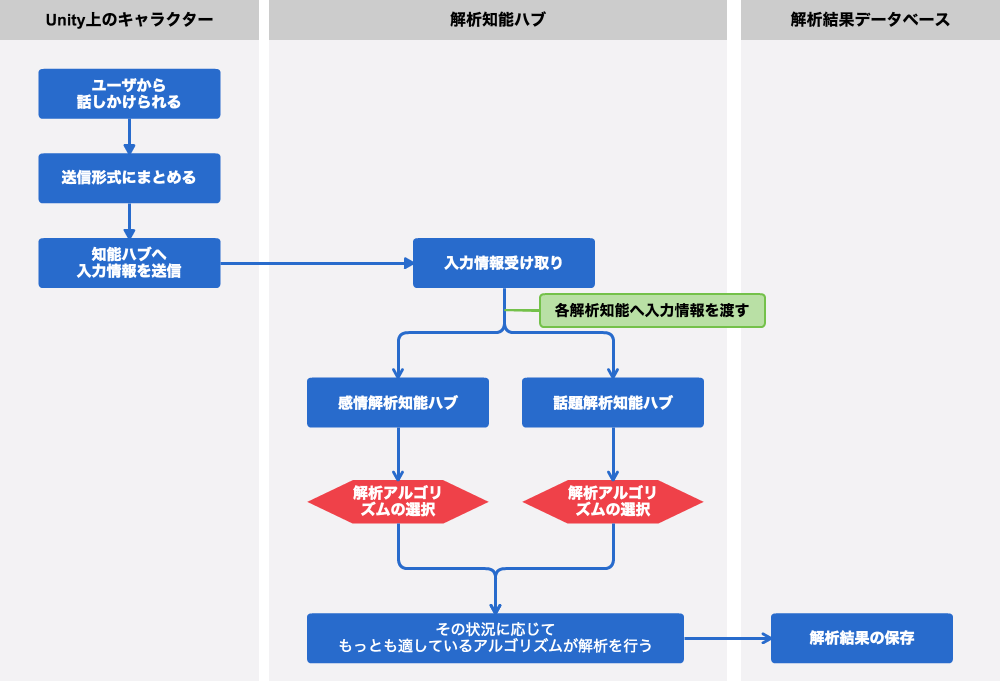 Unity上のキャラクター
解析知能ハブ
解析結果データベース
ユーザから
話しかけられる
送信形式にまとめる
知能ハブへ
入力情報を送信
入力情報受け取り
各解析知能へ入力情報を渡す
感情解析知能ハブ
話題解析知能ハブ
解析アルゴリ
ズムの選択
解析アルゴリ
ズムの選択
その状況に応じて
もっとも適しているアルゴリズムが解析を行う
解析結果の保存